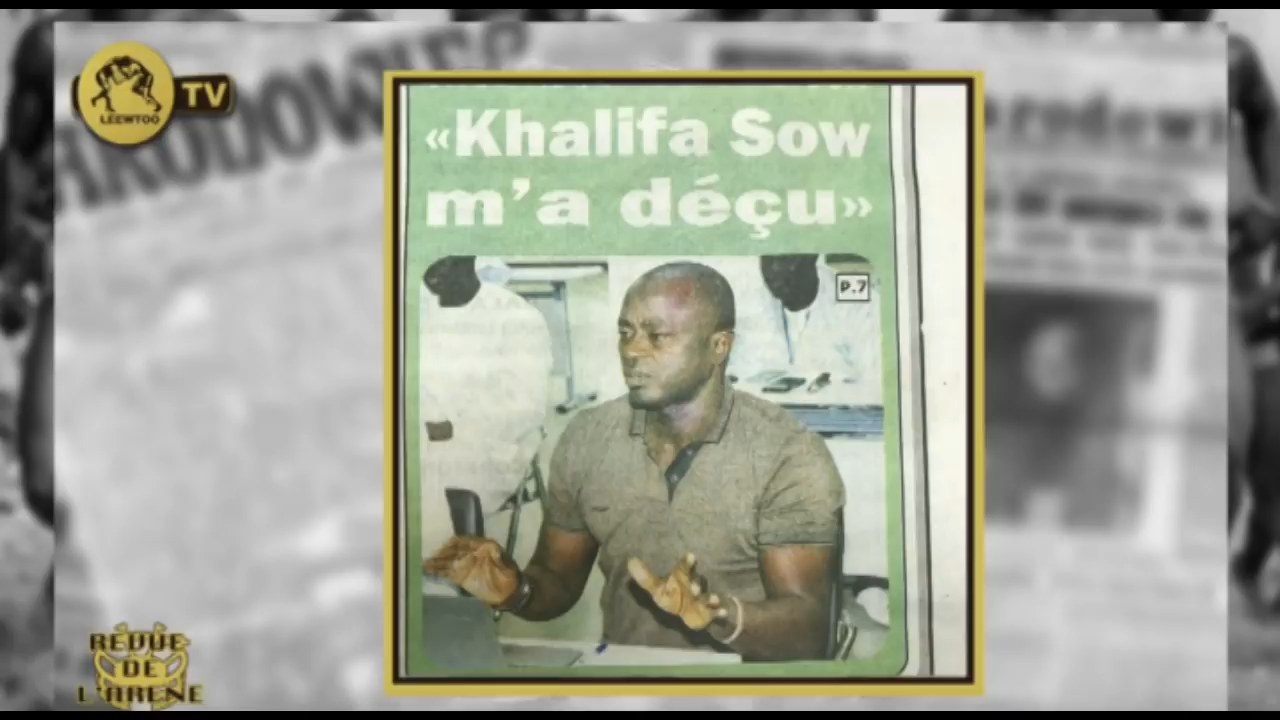 LEEWTOO
TV
«Khalifa Sow
m'a déçu»
P.7
REVUE
DE
L'ARENE